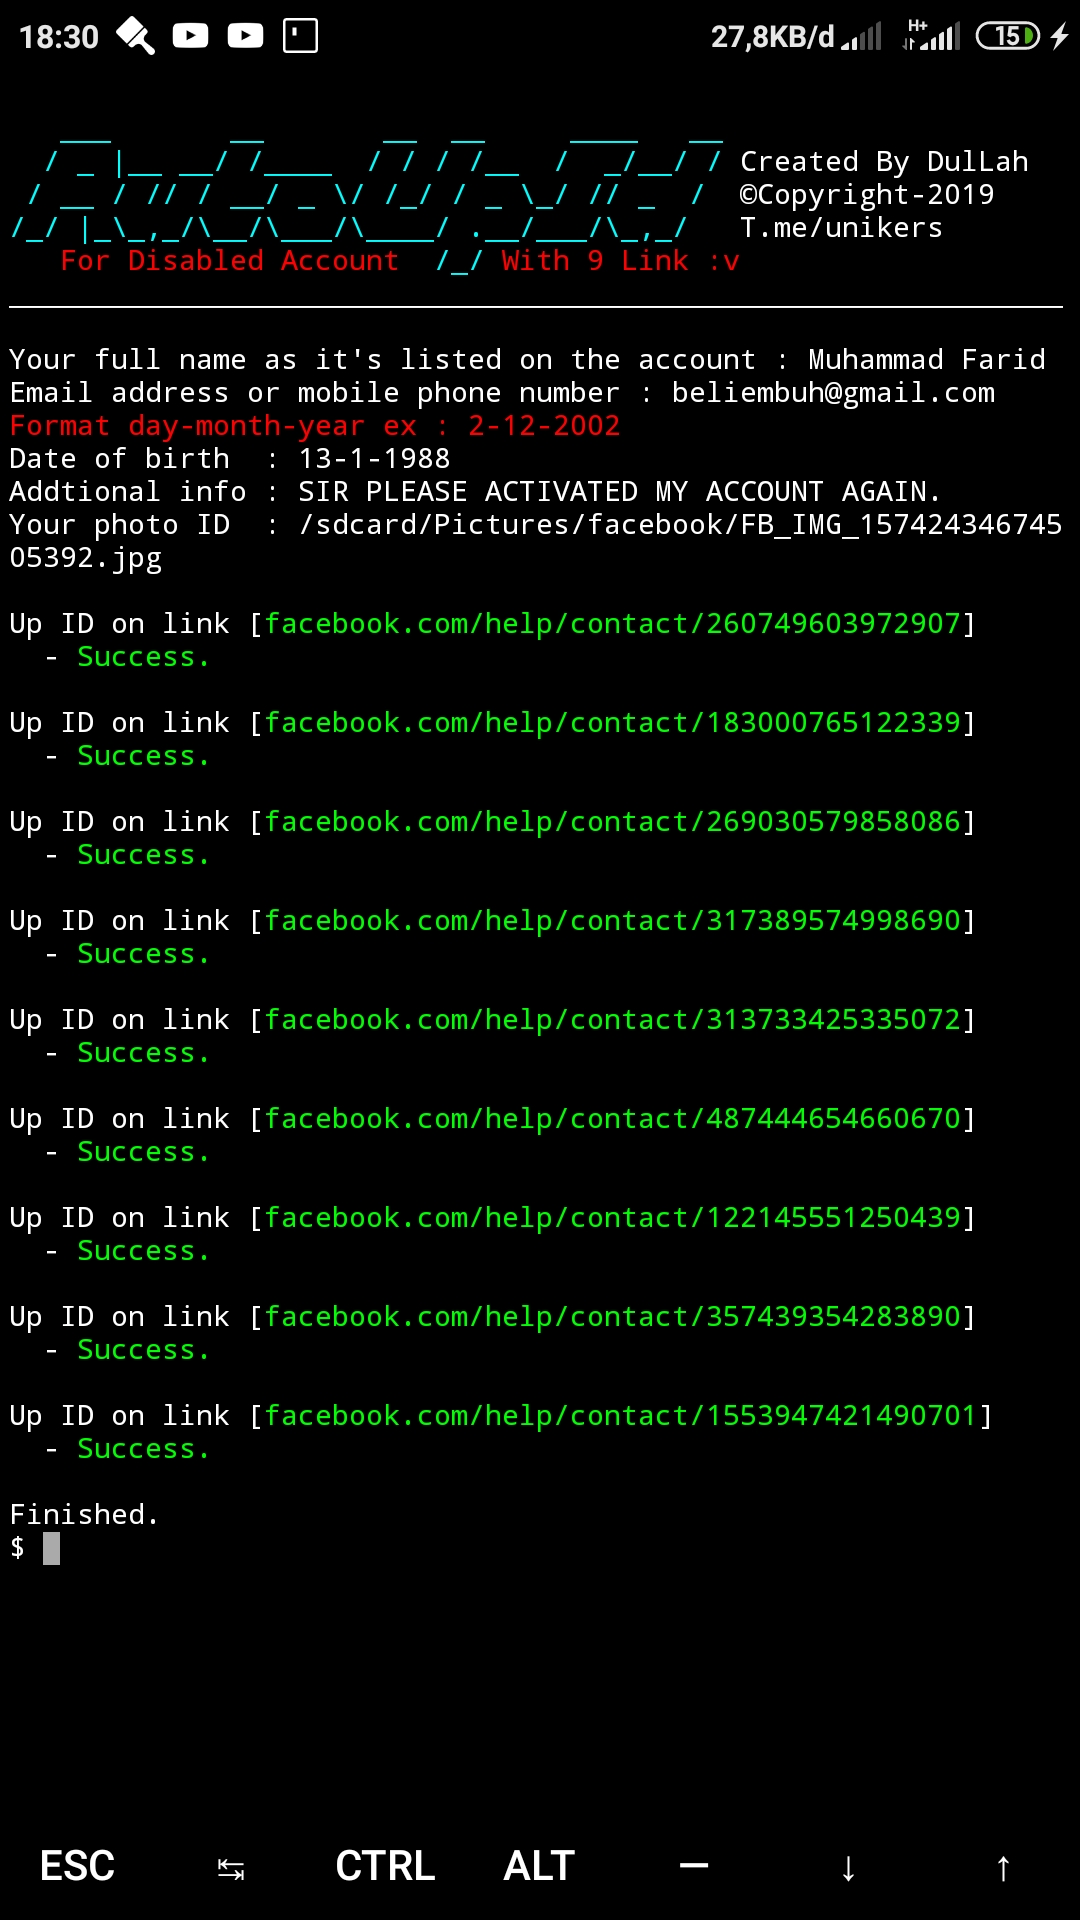 18:30 27,8KB/d H+ 15
Created By DulLah
©Copyright-2019
T.me/unikers
For Disabled Account With 9 Link :v
Your full name as it's listed on the account : Muhammad Farid
Email address or mobile phone number : beliembuh@gmail.com
Format day-month-year ex : 2-12-2002
Date of birth  : 13-1-1988
Addtional info : SIR PLEASE ACTIVATED MY ACCOUNT AGAIN.
Your photo ID  : /sdcard/Pictures/facebook/FB_IMG_157424346745
05392.jpg
Up ID on link [facebook.com/help/contact/260749603972907]
- Success.
Up ID on link [facebook.com/help/contact/183000765122339]
- Success.
Up ID on link [facebook.com/help/contact/269030579858086]
- Success.
Up ID on link [facebook.com/help/contact/317389574998690]
- Success.
Up ID on link [facebook.com/help/contact/313733425335072]
- Success.
Up ID on link [facebook.com/help/contact/487444654660670]
- Success.
Up ID on link [facebook.com/help/contact/122145551250439]
- Success.
Up ID on link [facebook.com/help/contact/357439354283890]
- Success.
Up ID on link [facebook.com/help/contact/1553947421490701]
- Success.
Finished.
$
ESC ↹ CTRL ALT — ↓ ↑